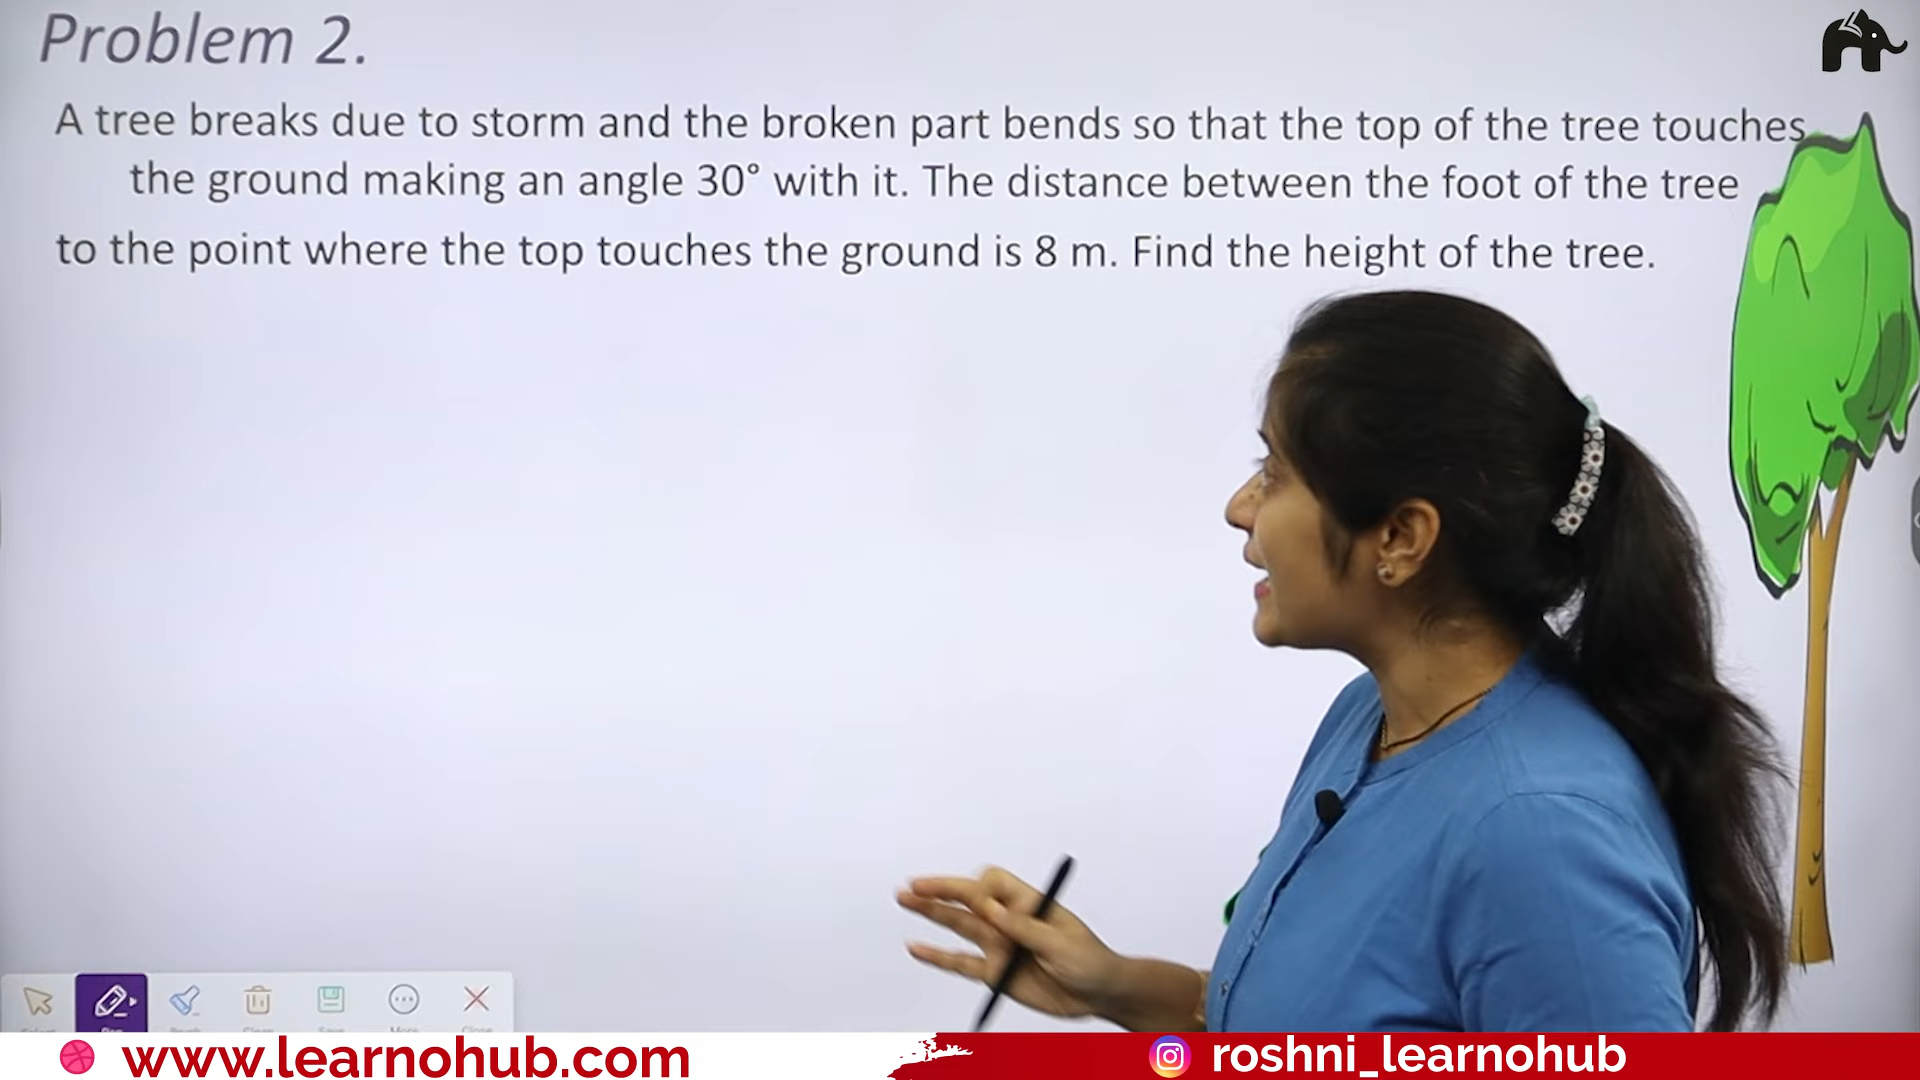 Problem 2.
A tree breaks due to storm and the broken part bends so that the top of the tree touches
the ground making an angle 30° with it. The distance between the foot of the tree
to the point where the top touches the ground is 8 m. Find the height of the tree.
www.learnohub.com
roshni_learnohub